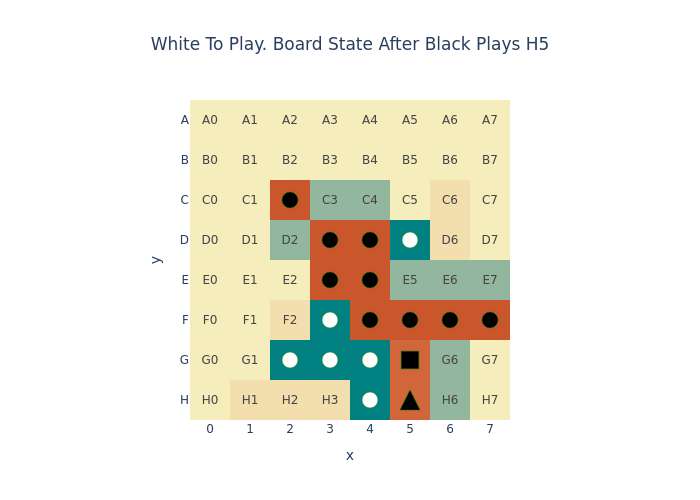 White To Play. Board State After Black Plays H5
A A0 A1 A2 A3 A4 A5 A6 A7
B B0 B1 B2 B3 B4 B5 B6 B7
C C0 C1 C3 C4 C5 C6 C7
D D0 D1 D2 D6 D7
y
E E0 E1 E2 E5 E6 E7
F F0 F1 F2
G G0 G1 G6 G7
H H0 H1 H2 H3 H6 H7
0 1 2 3 4 5 6 7
x